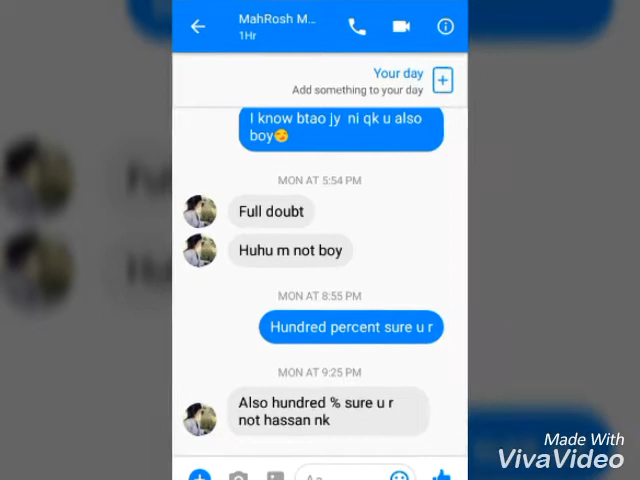 MahRosh M...
1Hr
Your day
Add something to your day
I know btao jy ni qk u also
boy😏
MON AT 5:54 PM
Full doubt
Huhu m not boy
MON AT 8:55 PM
Hundred percent sure u r
MON AT 9:25 PM
Also hundred % sure u r
not hassan nk
Aa
Made With
VivaVideo